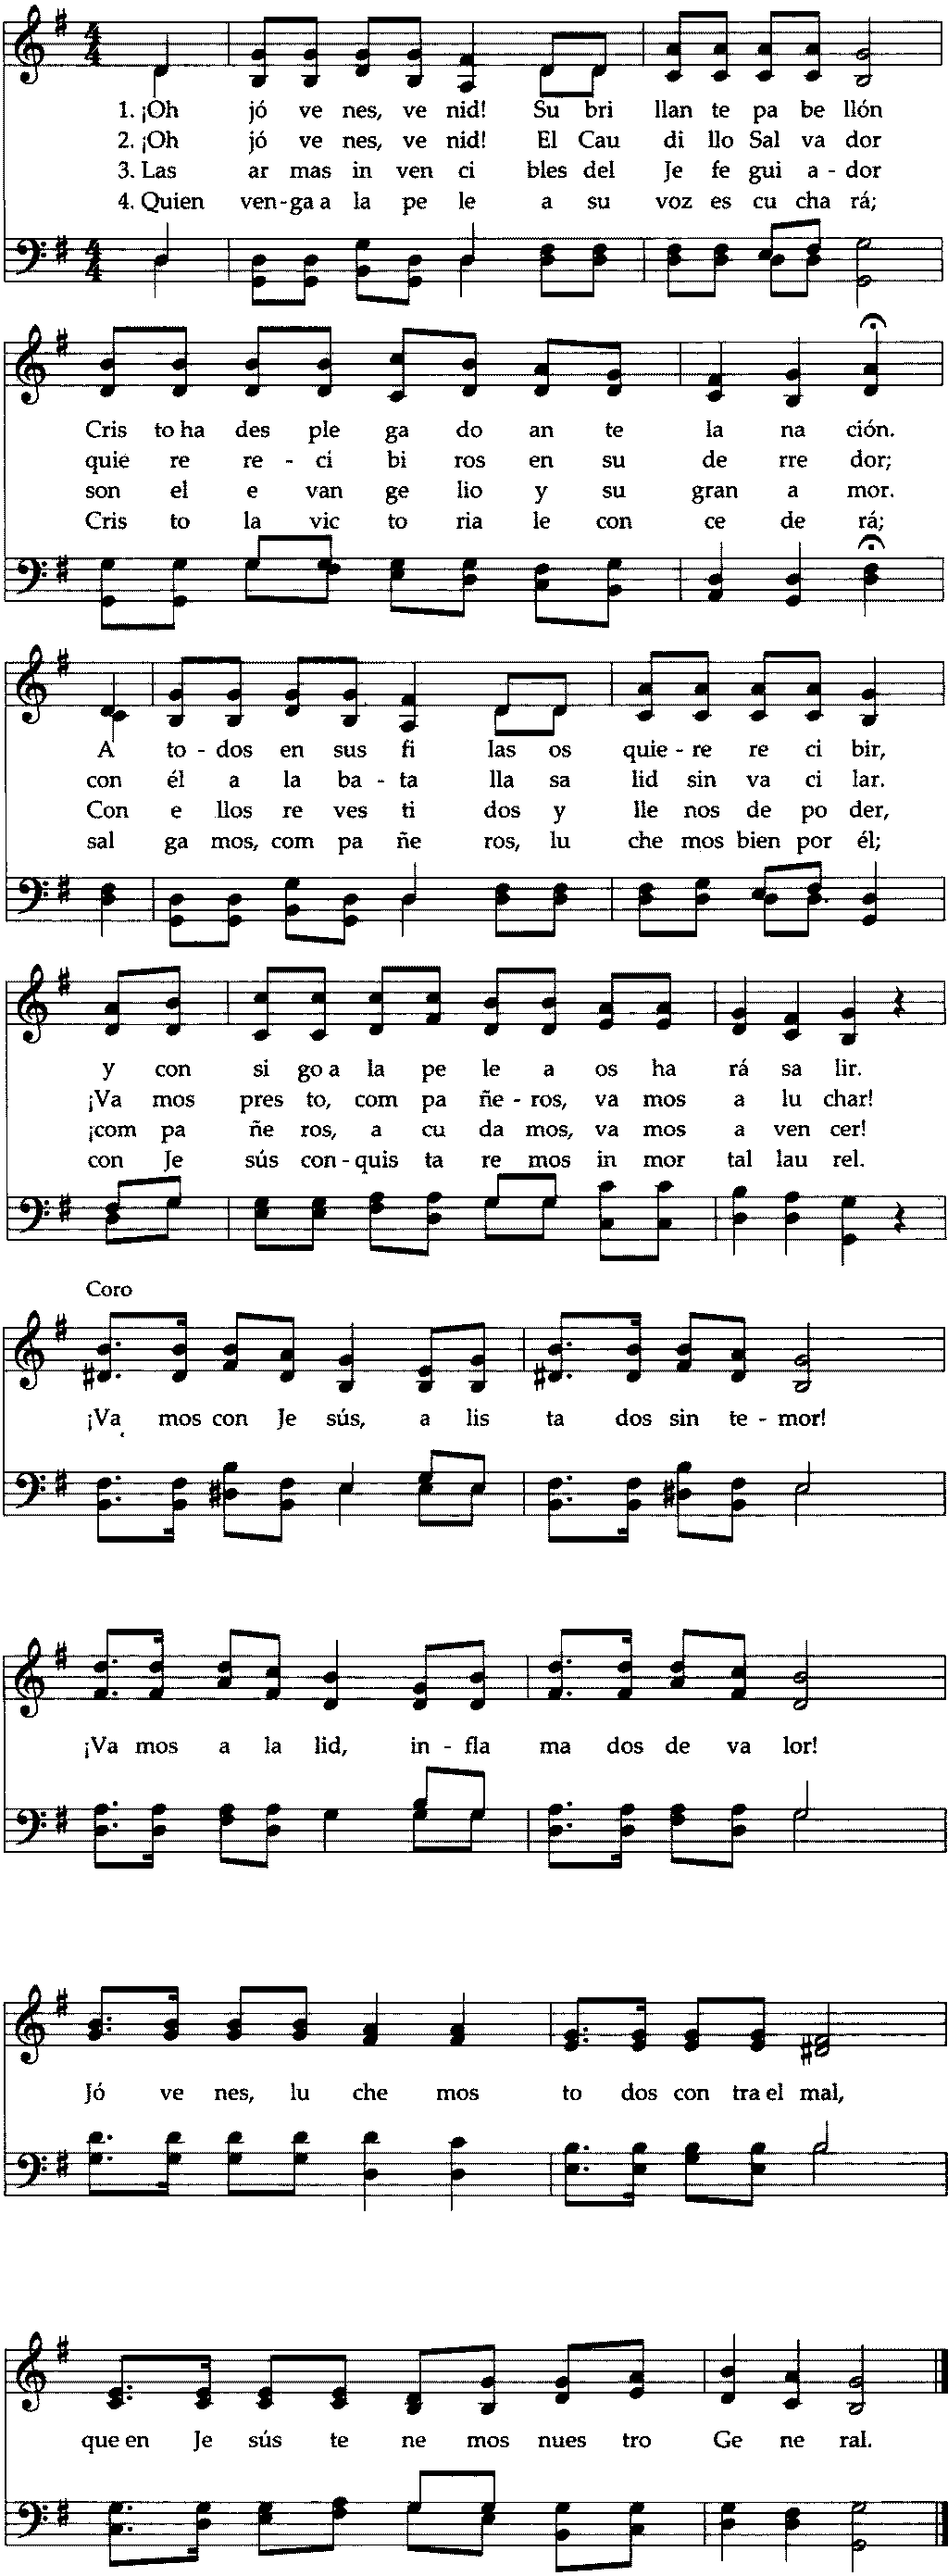 1. ¡Oh jó ve nes, ve nid! Su bri llan te pa be llón
2. ¡Oh jó ve nes, ve nid! El Cau di llo Sal va dor
3. Las ar mas in ven ci bles del Je fe gui a - dor
4. Quien ven - ga a la pe le a su voz es cu cha rá;
Cris to ha des ple ga do an te la na ción.
quie re re - ci bi ros en su de rre dor;
son el e van ge lio y su gran a mor.
Cris to la vic to ria le con ce de rá;
A to - dos en sus fi las os quie - re re ci bir,
con él a la ba - ta lla sa lid sin va ci lar.
Con e llos re ves ti dos y lle nos de po der,
sal ga mos, com pa ñe ros, lu che mos bien por él;
y con si go a la pe le a os ha rá sa lir.
¡Va mos pres to, com pa ñe - ros, va mos a lu char!
¡com pa ñe ros, a cu da mos, va mos a ven cer!
con Je sús con - quis ta re mos in mor tal lau rel.
Coro
¡Va mos con Je sús, a lis ta dos sin te - mor!
¡Va mos a la lid, in - fla ma dos de va lor!
Jó ve nes, lu che mos to dos con tra el mal,
que en Je sús te ne mos nues tro Ge ne ral.